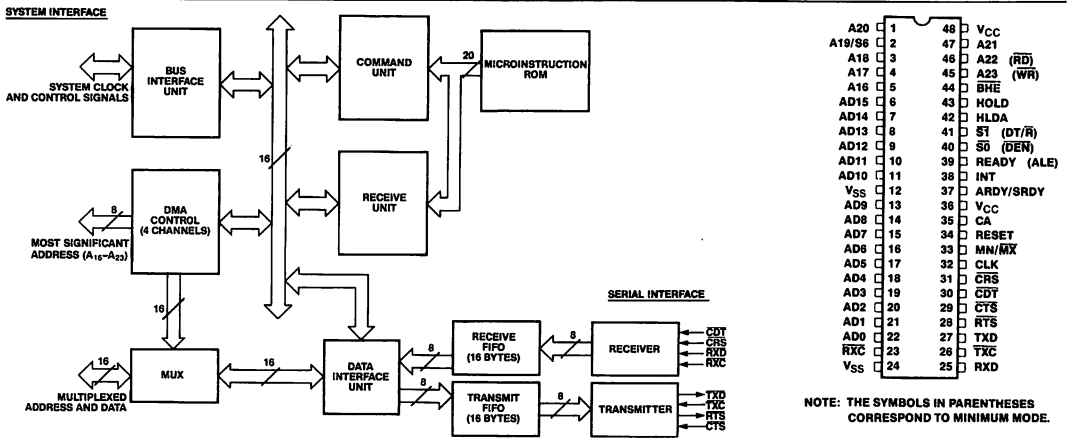 SYSTEM INTERFACE
BUS
INTERFACE
UNIT
SYSTEM CLOCK
AND CONTROL SIGNALS
COMMAND
UNIT
20
MICROINSTRUCTION
ROM
16
RECEIVE
UNIT
8
DMA
CONTROL
(4 CHANNELS)
MOST SIGNIFICANT
ADDRESS (A16–A23)
16
16
MUX
16
MULTIPLEXED
ADDRESS AND DATA
DATA
INTERFACE
UNIT
SERIAL INTERFACE
8
RECEIVE
FIFO
(16 BYTES)
8
RECEIVER
CDT
CRS
RXD
RXC
8
TRANSMIT
FIFO
(16 BYTES)
8
TRANSMITTER
TXD
TXC
RTS
CTS
A20 1 48 VCC
A19/S6 2 47 A21
A18 3 46 A22 (RD)
A17 4 45 A23 (WR)
A16 5 44 BHE
AD15 6 43 HOLD
AD14 7 42 HLDA
AD13 8 41 S1 (DT/R)
AD12 9 40 S0 (DEN)
AD11 10 39 READY (ALE)
AD10 11 38 INT
VSS 12 37 ARDY/SRDY
AD9 13 36 VCC
AD8 14 35 CA
AD7 15 34 RESET
AD6 16 33 MN/MX
AD5 17 32 CLK
AD4 18 31 CRS
AD3 19 30 CDT
AD2 20 29 CTS
AD1 21 28 RTS
AD0 22 27 TXD
RXC 23 26 TXC
VSS 24 25 RXD
NOTE: THE SYMBOLS IN PARENTHESES
CORRESPOND TO MINIMUM MODE.